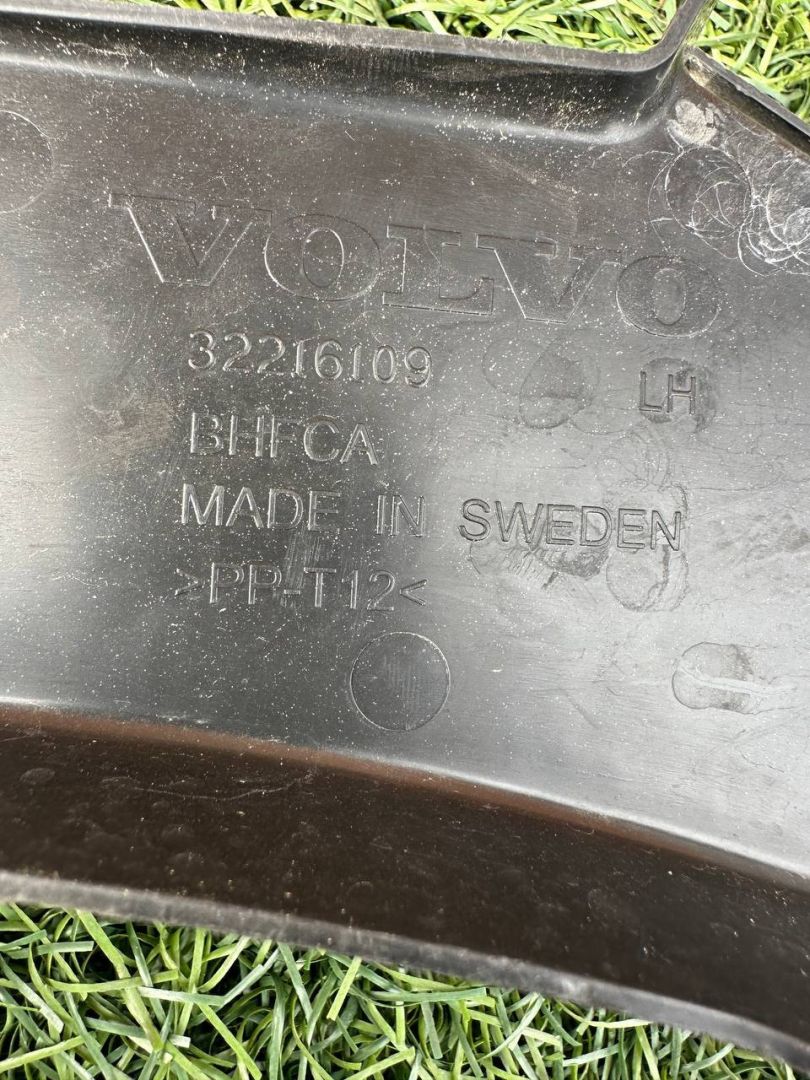 VOLVO
32216109
LH
BHFCA
MADE IN SWEDEN
>PP-T12<